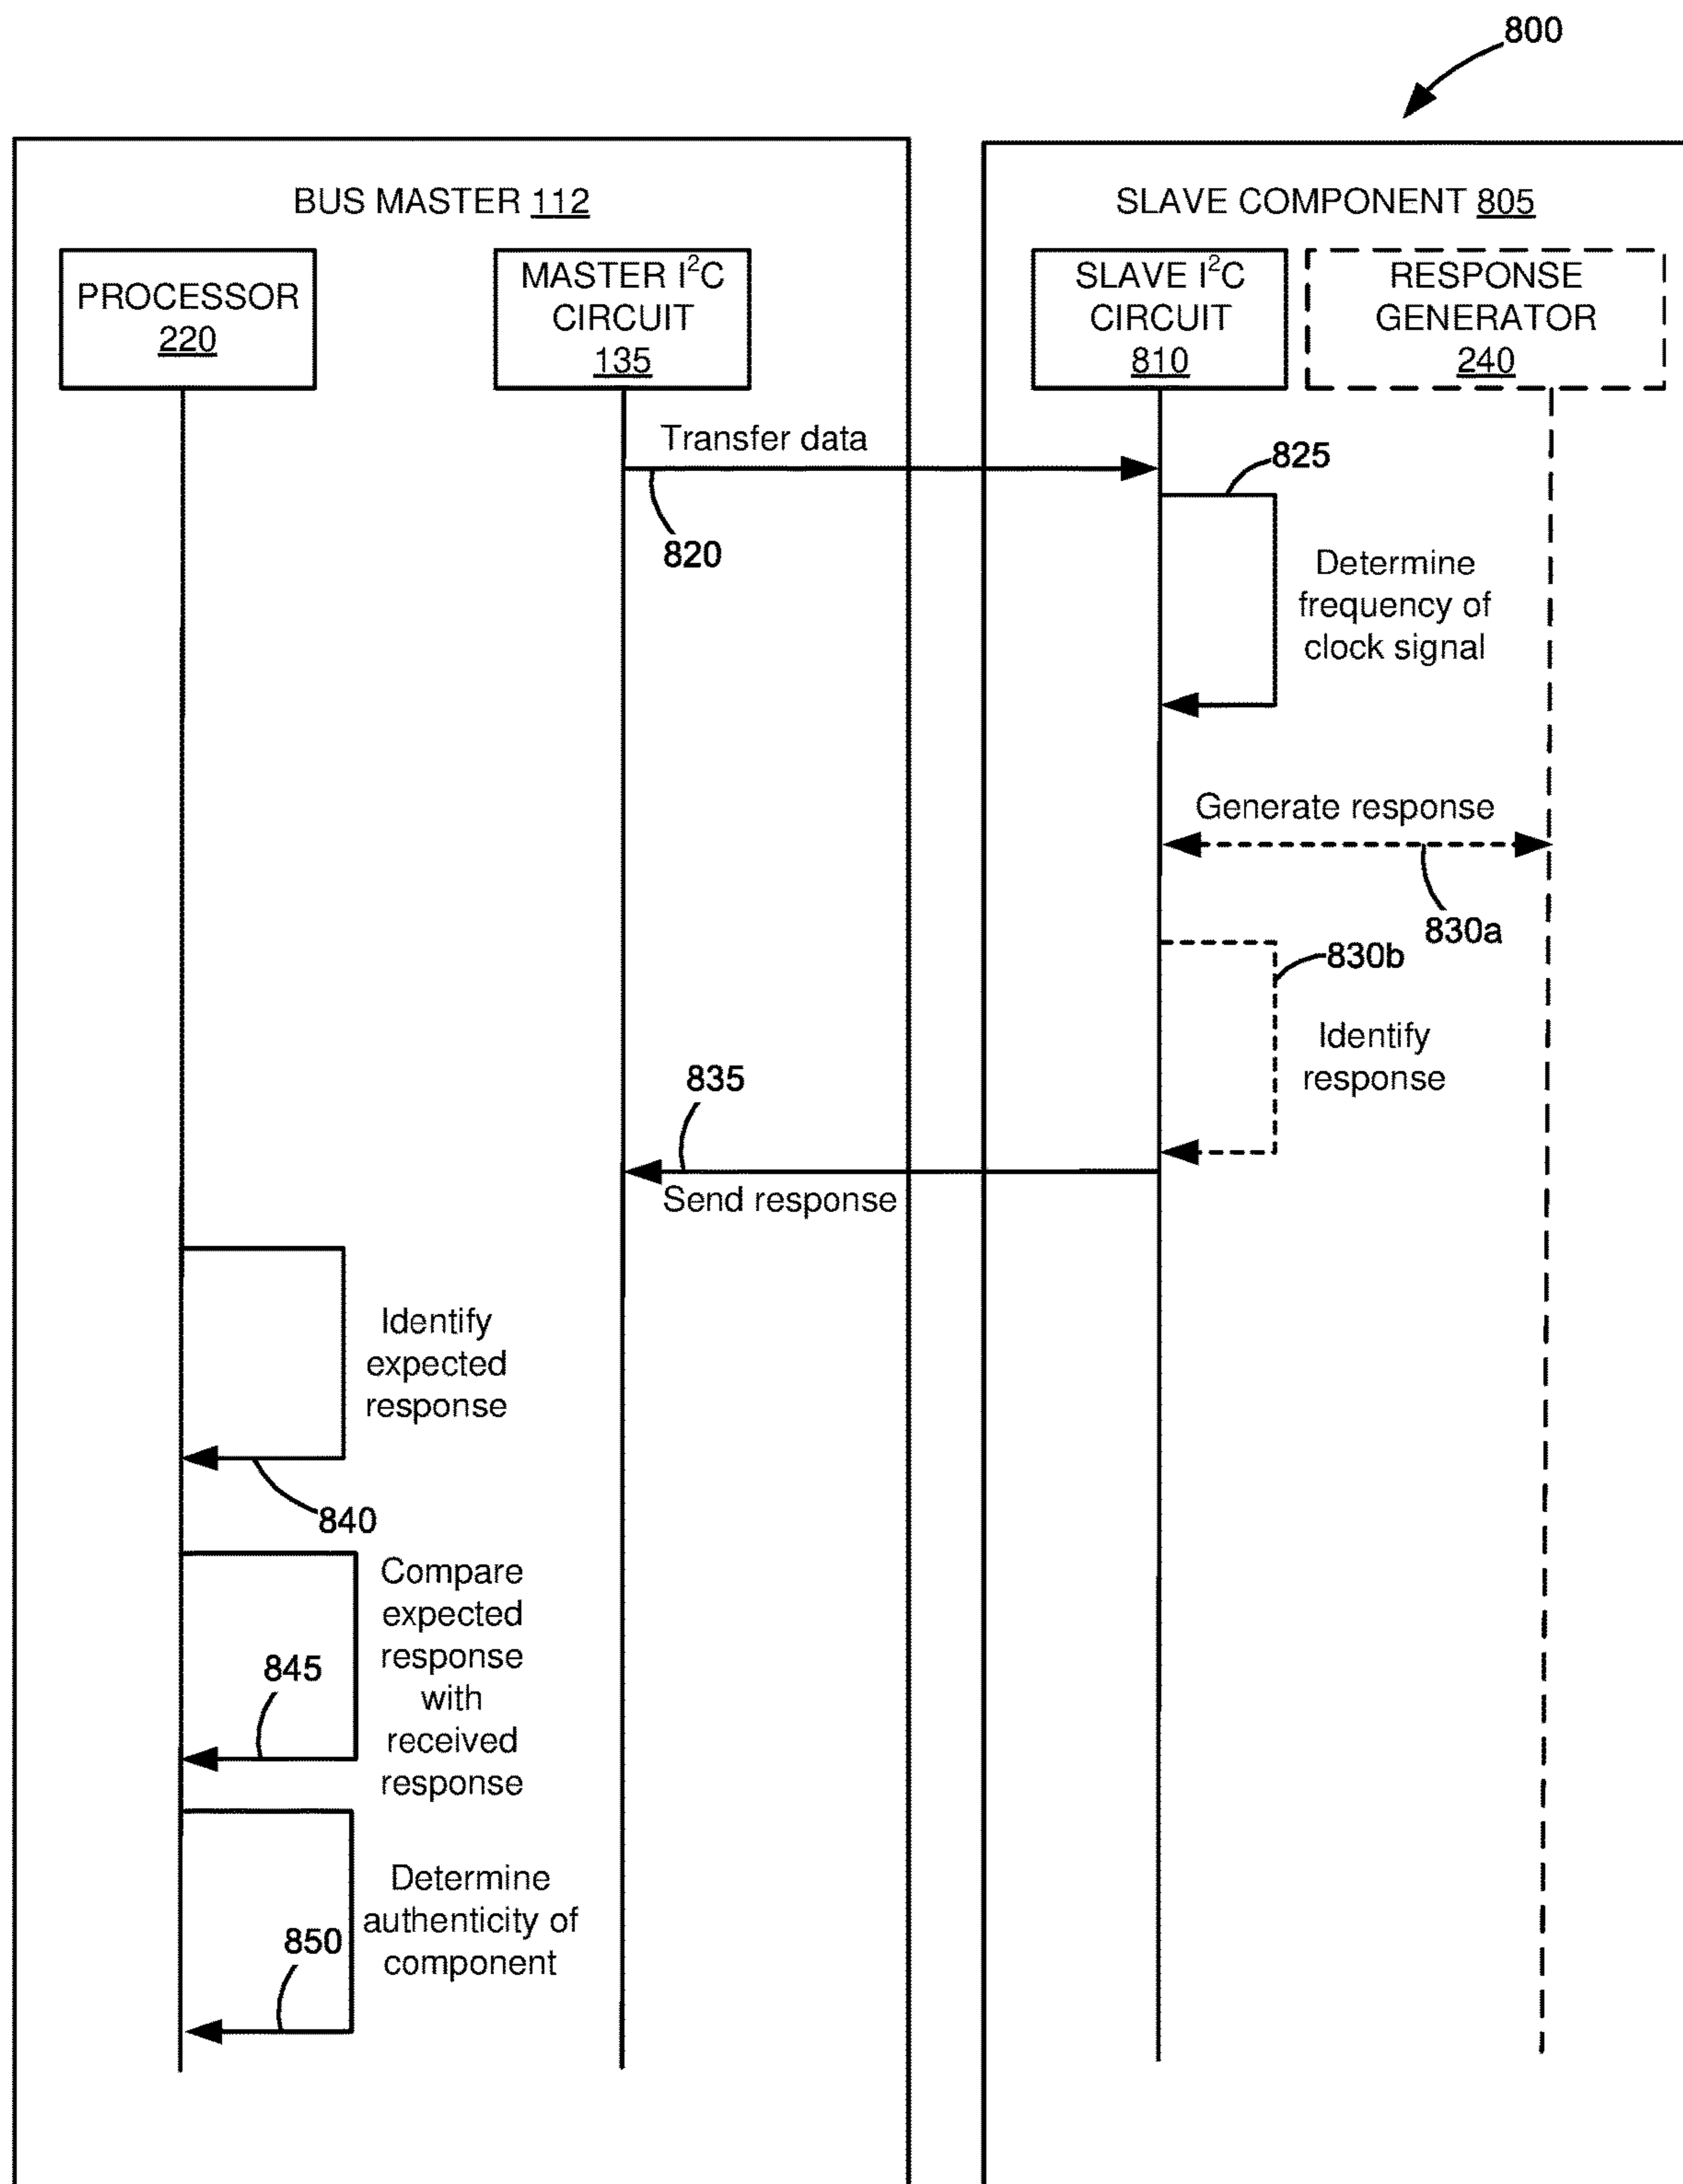 800
BUS MASTER 112
SLAVE COMPONENT 805
PROCESSOR
220
MASTER I²C
CIRCUIT
135
SLAVE I²C
CIRCUIT
810
RESPONSE
GENERATOR
240
Transfer data
820
825
Determine
frequency of
clock signal
Generate response
830a
830b
Identify
response
835
Send response
Identify
expected
response
840
Compare
expected
response
with
received
response
845
Determine
authenticity of
component
850